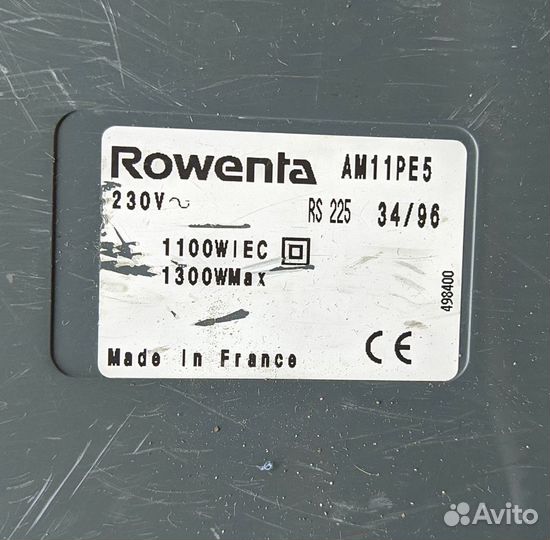 Rowenta AM11PE5
230V~ RS 225 34/96
1100WIEC
1300WMax
498400
Made in France CE
Avito